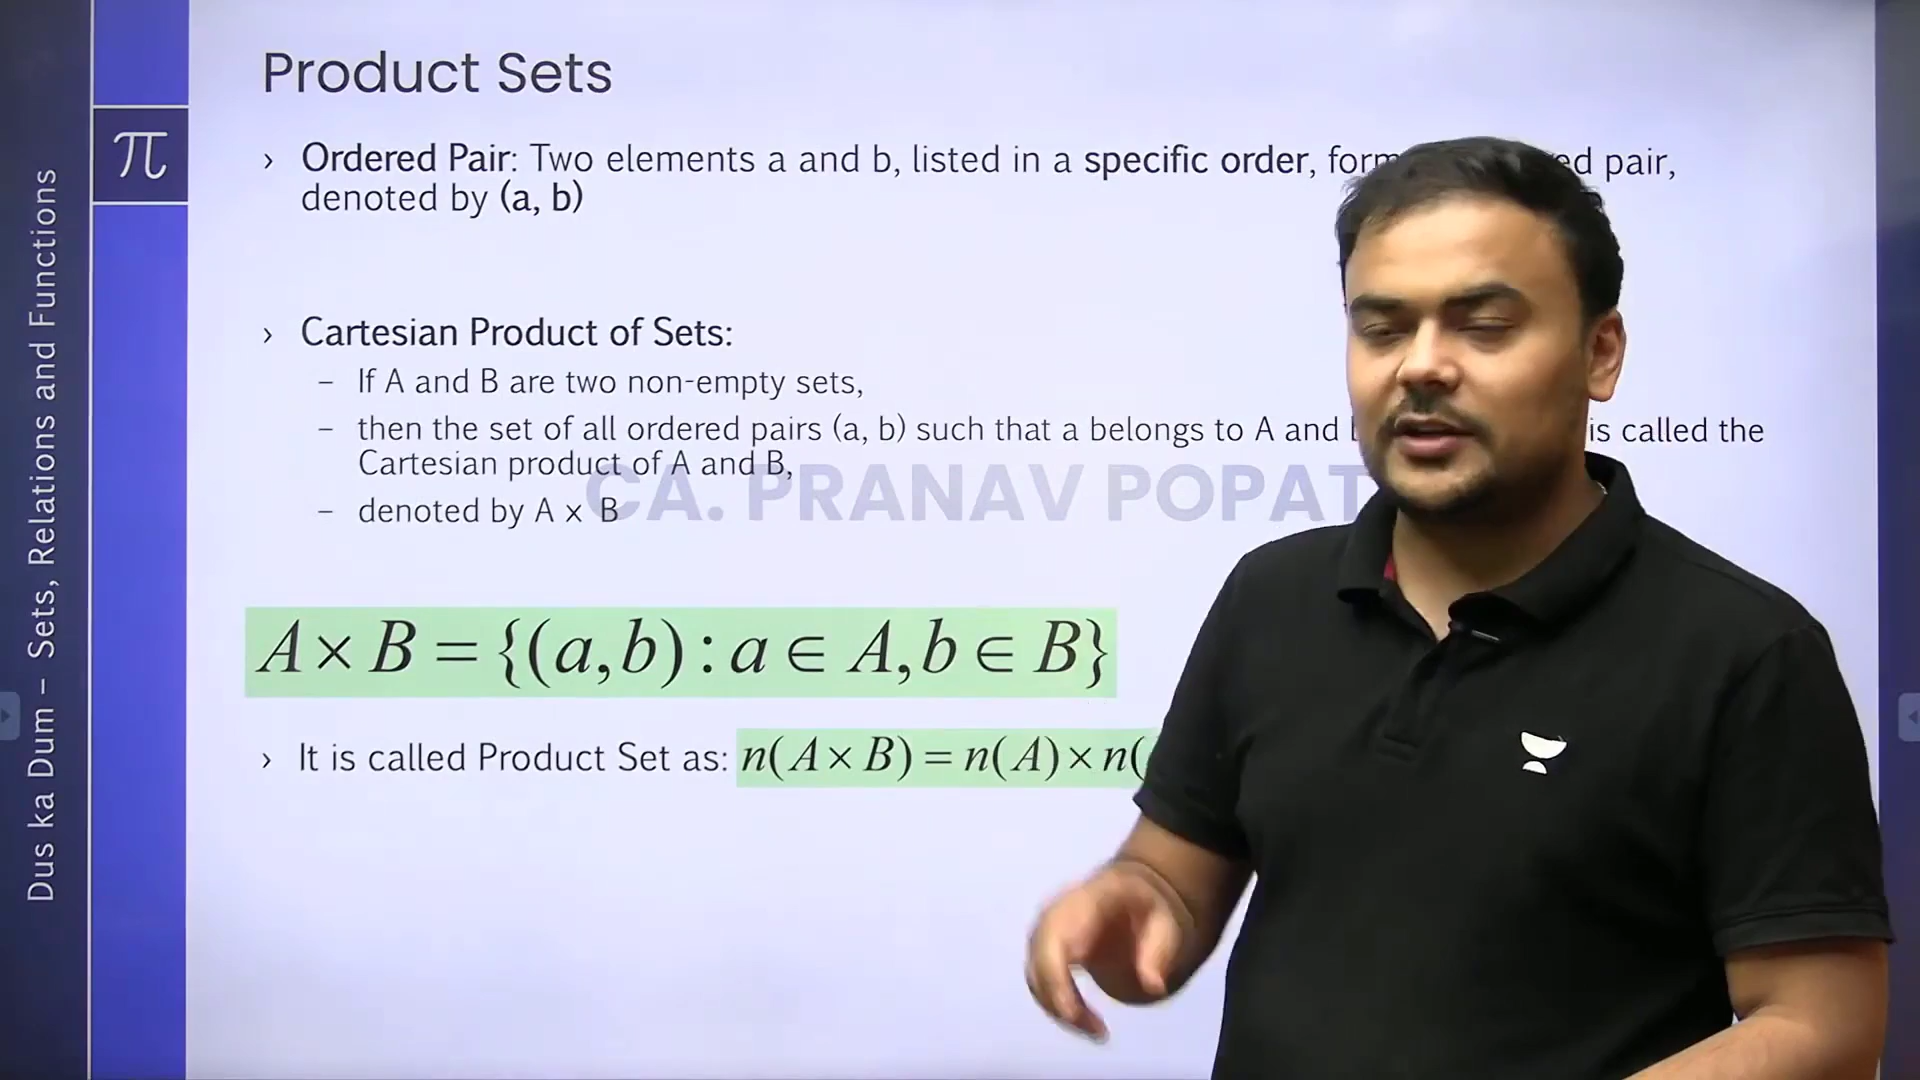 Product Sets
π
› Ordered Pair: Two elements a and b, listed in a specific order, form ed pair,
denoted by (a, b)
› Cartesian Product of Sets:
– If A and B are two non-empty sets,
– then the set of all ordered pairs (a, b) such that a belongs to A and is called the
Cartesian product of A and B,
– denoted by A × B
CA. PRANAV POPAT
A × B = {(a,b) : a ∈ A, b ∈ B}
› It is called Product Set as: n(A × B) = n(A) × n(
Dus ka Dum – Sets, Relations and Functions